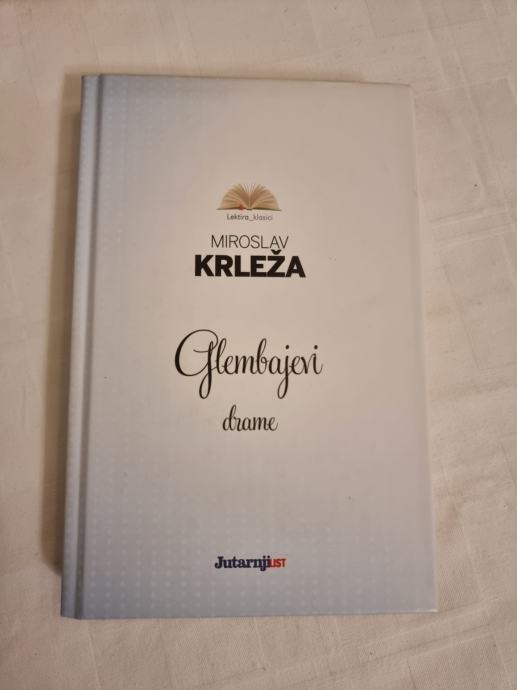 Lektira_klasici
MIROSLAV
KRLEŽA
Glembajevi
drame
JutarnjiLIST